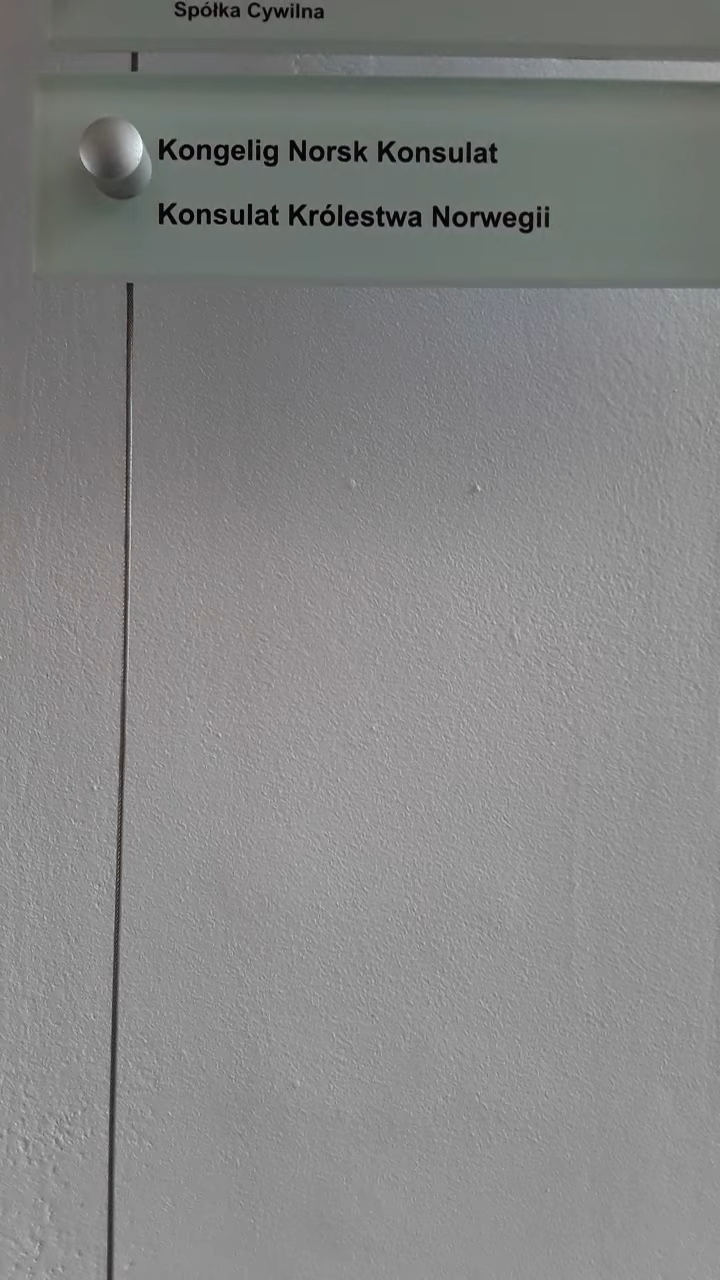 Spółka Cywilna
Kongelig Norsk Konsulat
Konsulat Królestwa Norwegii